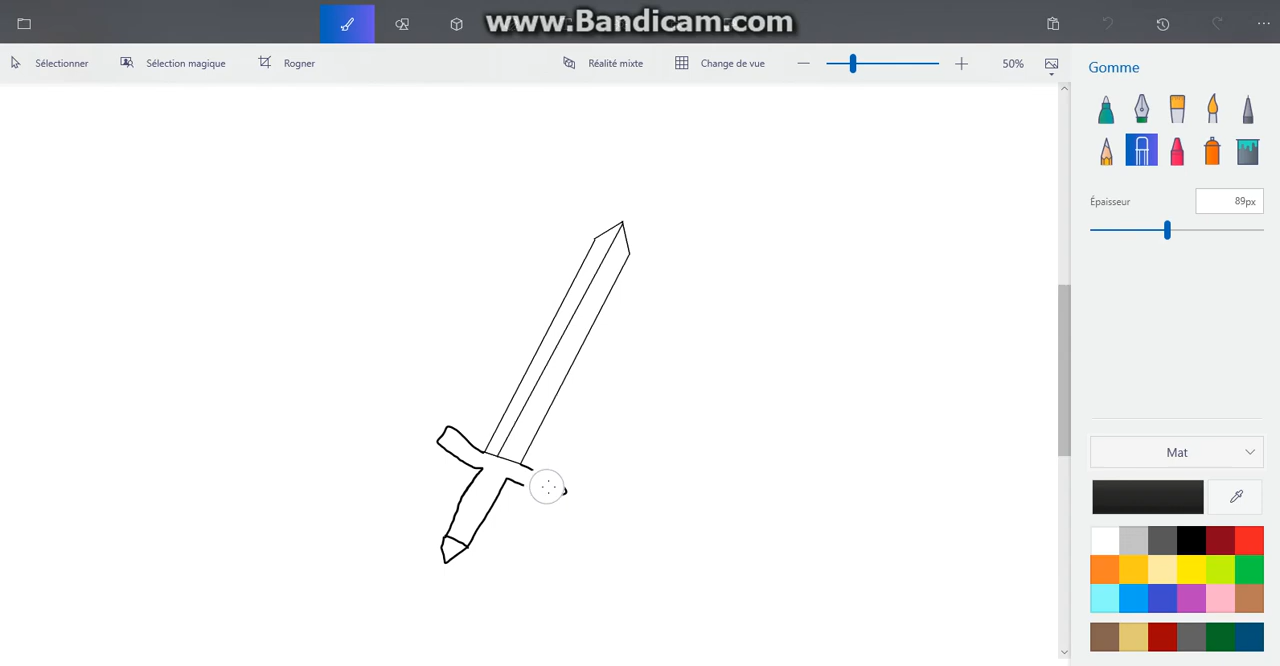 www.Bandicam.com
Sélectionner Sélection magique Rogner Réalité mixte Change de vue 50%
Gomme
Épaisseur 89px
Mat